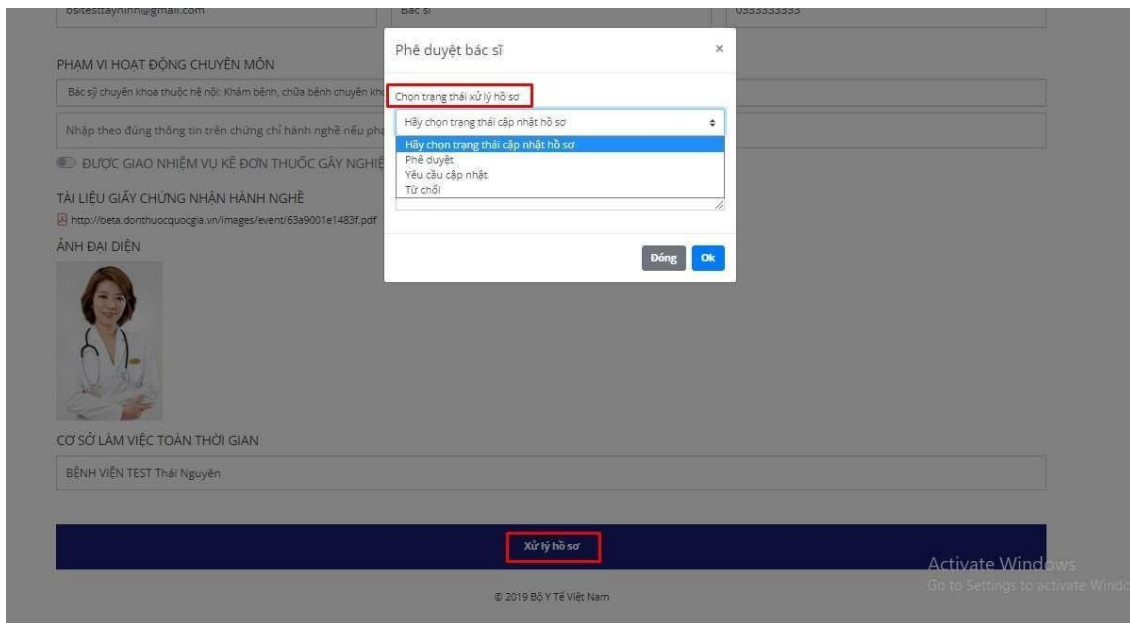 bsitesttayninh@gmail.com
Bác sĩ
0333333333
Phê duyệt bác sĩ
×
PHẠM VI HOẠT ĐỘNG CHUYÊN MÔN
Bác sỹ chuyên khoa thuộc hệ nội: Khám bệnh, chữa bệnh chuyên kho
Chọn trạng thái xử lý hồ sơ
Hãy chọn trạng thái cập nhật hồ sơ
Nhập theo đúng thông tin trên chứng chỉ hành nghề nếu phạ
Hãy chọn trạng thái cập nhật hồ sơ
Phê duyệt
Yêu cầu cập nhật
Từ chối
ĐƯỢC GIAO NHIỆM VỤ KÊ ĐƠN THUỐC GÂY NGHIỆ
TÀI LIỆU GIẤY CHỨNG NHẬN HÀNH NGHỀ
http://beta.donthuocquocgia.vn/images/event/63a9001e1483f.pdf
ẢNH ĐẠI DIỆN
Đóng
Ok
CƠ SỞ LÀM VIỆC TOÀN THỜI GIAN
BỆNH VIỆN TEST Thái Nguyên
Xử lý hồ sơ
Activate Windows
Go to Settings to activate Windo
© 2019 Bộ Y Tế Việt Nam